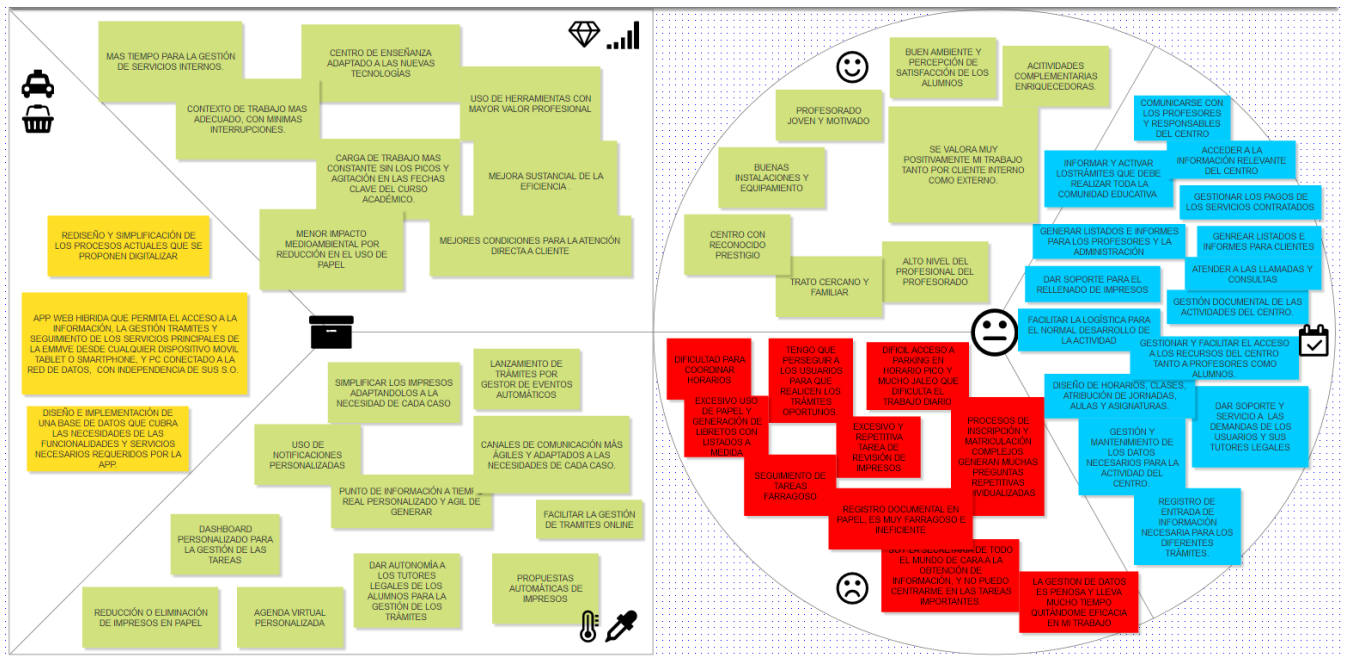 MAS TIEMPO PARA LA GESTIÓN
DE SERVICIOS INTERNOS.
CENTRO DE ENSEÑANZA
ADAPTADO A LAS NUEVAS
TECNOLOGÍAS
CONTEXTO DE TRABAJO MAS
ADECUADO, CON MINIMAS
INTERRUPCIONES.
USO DE HERRAMIENTAS CON
MAYOR VALOR PROFESIONAL
CARGA DE TRABAJO MAS
CONSTANTE SIN LOS PICOS Y
AGITACIÓN EN LAS FECHAS
CLAVE DEL CURSO
ACADÉMICO.
MEJORA SUSTANCIAL DE LA
EFICIENCIA .
MENOR IMPACTO
MEDIOAMBIENTAL POR
REDUCCIÓN EN EL USO DE
PAPEL
MEJORES CONDICIONES PARA LA ATENCIÓN
DIRECTA A CLIENTE
REDISEÑO Y SIMPLIFICACIÓN DE
LOS PROCESOS ACTUALES QUE SE
PROPONEN DIGITALIZAR
APP WEB HIBRIDA QUE PERMITA EL ACCESO A LA
INFORMACIÓN, LA GESTIÓN TRAMITES Y
SEGUIMIENTO DE LOS SERVICIOS PRINCIPALES DE
LA EMMVE DESDE CUALQUIER DISPOSITIVO MOVIL
TABLET O SMARTPHONE, Y PC CONECTADO A LA
RED DE DATOS, CON INDEPENDENCIA DE SUS S.O.
DISEÑO E IMPLEMENTACIÓN DE
UNA BASE DE DATOS QUE CUBRA
LAS NECESIDADES DE LAS
FUNCIONALIDADES Y SERVICIOS
NECESARIOS REQUERIDOS POR LA
APP.
SIMPLIFICAR LOS IMPRESOS
ADAPTANDOLOS A LA
NECESIDAD DE CADA CASO
LANZAMIENTO DE
TRÁMITES POR
GESTOR DE EVENTOS
AUTOMÁTICOS
USO DE
NOTIFICACIONES
PERSONALIZADAS
CANALES DE COMUNICACIÓN MÁS
ÁGILES Y ADAPTADOS A LAS
NECESIDADES DE CADA CASO.
PUNTO DE INFORMACIÓN A TIEMP
REAL PERSONALIZADO Y AGIL DE
GENERAR
FACILITAR LA GESTIÓN
DE TRAMITES ONLINE
DASHBOARD
PERSONALIZADO PARA
LA GESTIÓN DE LAS
TAREAS
DAR AUTONOMÍA A
LOS TUTORES
LEGALES DE LOS
ALUMNOS PARA LA
GESTIÓN DE LOS
TRÁMITES
PROPUESTAS
AUTOMÁTICAS DE
IMPRESOS
REDUCCIÓN O ELIMINACIÓN
DE IMPRESOS EN PAPEL
AGENDA VIRTUAL
PERSONALIZADA
BUEN AMBIENTE Y
PERCEPCIÓN DE
SATISFACCIÓN DE LOS
ALUMNOS
ACITIVIDADES
COMPLEMENTARIAS
ENRIQUECEDORAS.
PROFESORADO
JOVEN Y MOTIVADO
SE VALORA MUY
POSITIVAMENTE MI TRABAJO
TANTO POR CLIENTE INTERNO
COMO EXTERNO.
BUENAS
INSTALACIONES Y
EQUIPAMIENTO
CENTRO CON
RECONOCIDO
PRESTIGIO
TRATO CERCANO Y
FAMILIAR
ALTO NIVEL DEL
PROFESIONAL DEL
PROFESORADO
COMUNICARSE CON
LOS PROFESORES
Y RESPONSABLES
DEL CENTRO
INFORMAR Y ACTIVAR
LOSTRÁMITES QUE DEBE
REALIZAR TODA LA
COMUNIDAD EDUCATIVA
ACCEDER A LA
INFORMACIÓN RELEVANTE
DEL CENTRO
GESTIONAR LOS PAGOS DE
LOS SERVICIOS CONTRATADOS
GENERAR LISTADOS E INFORMES
PARA LOS PROFESORES Y LA
ADMINISTRACIÓN
GENREAR LISTADOS E
INFORMES PARA CLIENTES
DAR SOPORTE PARA EL
RELLENADO DE IMPRESOS
ATENDER A LAS LLAMADAS Y
CONSULTAS
GESTIÓN DOCUMENTAL DE LAS
ACTIVIDADES DEL CENTRO.
FACILITAR LA LOGÍSTICA PARA
EL NORMAL DESARROLLO DE
LA ACTIVIDAD
GESTIONAR Y FACILITAR EL ACCESO
A LOS RECURSOS DEL CENTRO
TANTO A PROFESORES COMO
ALUMNOS.
DISEÑO DE HORARIOS, CLASES,
ATRIBUCIÓN DE JORNADAS,
AULAS Y ASIGNATURAS.
DAR SOPORTE Y
SERVICIO A LAS
DEMANDAS DE LOS
USUARIOS Y SUS
TUTORES LEGALES
GESTIÓN Y
MANTENIMIENTO DE
LOS DATOS
NECESARIOS PARA LA
ACTIVIDAD DEL
CENTRO.
REGISTRO DE
ENTRADA DE
INFORMACIÓN
NECESARIA PARA LOS
DIFERENTES
TRÁMITES.
DIFICULTAD PARA
COORDINAR
HORARIOS
TENGO QUE
PERSEGUIR A
LOS USUARIOS
PARA QUE
REALICEN LOS
TRAMITES
OPORTUNOS.
DIFICIL ACCESO A
PARKING EN
HORARIO PICO Y
MUCHO JALEO QUE
DIFICULTA EL
TRABAJO DIARIO
EXCESIVO USO
DE PAPEL Y
GENERACIÓN DE
LIBRETOS CON
LISTADOS A
MEDIDA
EXCESIVO Y
REPETITIVA
TAREA DE
REVISIÓN DE
IMPRESOS
PROCESOS DE
INSCRIPCIÓN Y
MATRICULACIÓN
COMPLEJOS
GENERAN MUCHAS
PREGUNTAS
REPETITIVAS
NDIVIDUALIZADAS
SEGUIMIENTO DE
TAREAS
FARRAGOSO
REGISTRO DOCUMENTAL EN
PAPEL. ES MUY FARRAGOSO E
INEFICIENTE
SOY LA SECRETARIA DE TODO
EL MUNDO DE CARA A LA
OBTENCIÓN DE
INFORMACIÓN, Y NO PUEDO
CENTRARME EN LAS TAREAS
IMPORTANTES.
LA GESTION DE DATOS
ES PENOSA Y LLEVA
MUCHO TIEMPO
QUITÁNDOME EFICACIA
EN MI TRABAJO